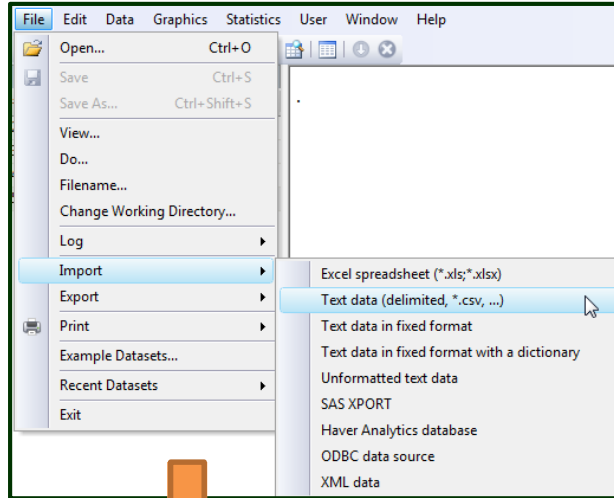 File Edit Data Graphics Statistics User Window Help
Open... Ctrl+O
Save Ctrl+S
Save As... Ctrl+Shift+S
View...
Do...
Filename...
Change Working Directory...
Log
Import
Export
Print
Example Datasets...
Recent Datasets
Exit
.
Excel spreadsheet (*.xls;*.xlsx)
Text data (delimited, *.csv, ...)
Text data in fixed format
Text data in fixed format with a dictionary
Unformatted text data
SAS XPORT
Haver Analytics database
ODBC data source
XML data